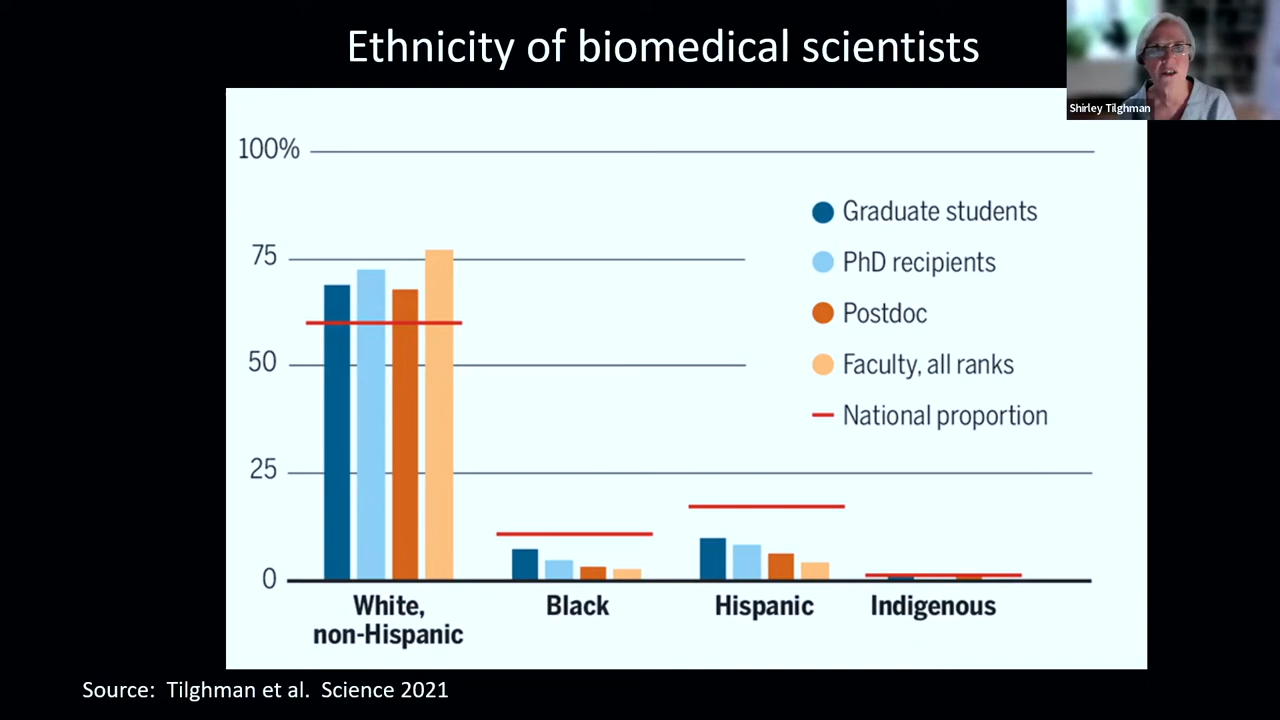 Ethnicity of biomedical scientists
Shirley Tilghman
100%
75
50
25
0
Graduate students
PhD recipients
Postdoc
Faculty, all ranks
National proportion
White,
non-Hispanic
Black
Hispanic
Indigenous
Source: Tilghman et al. Science 2021